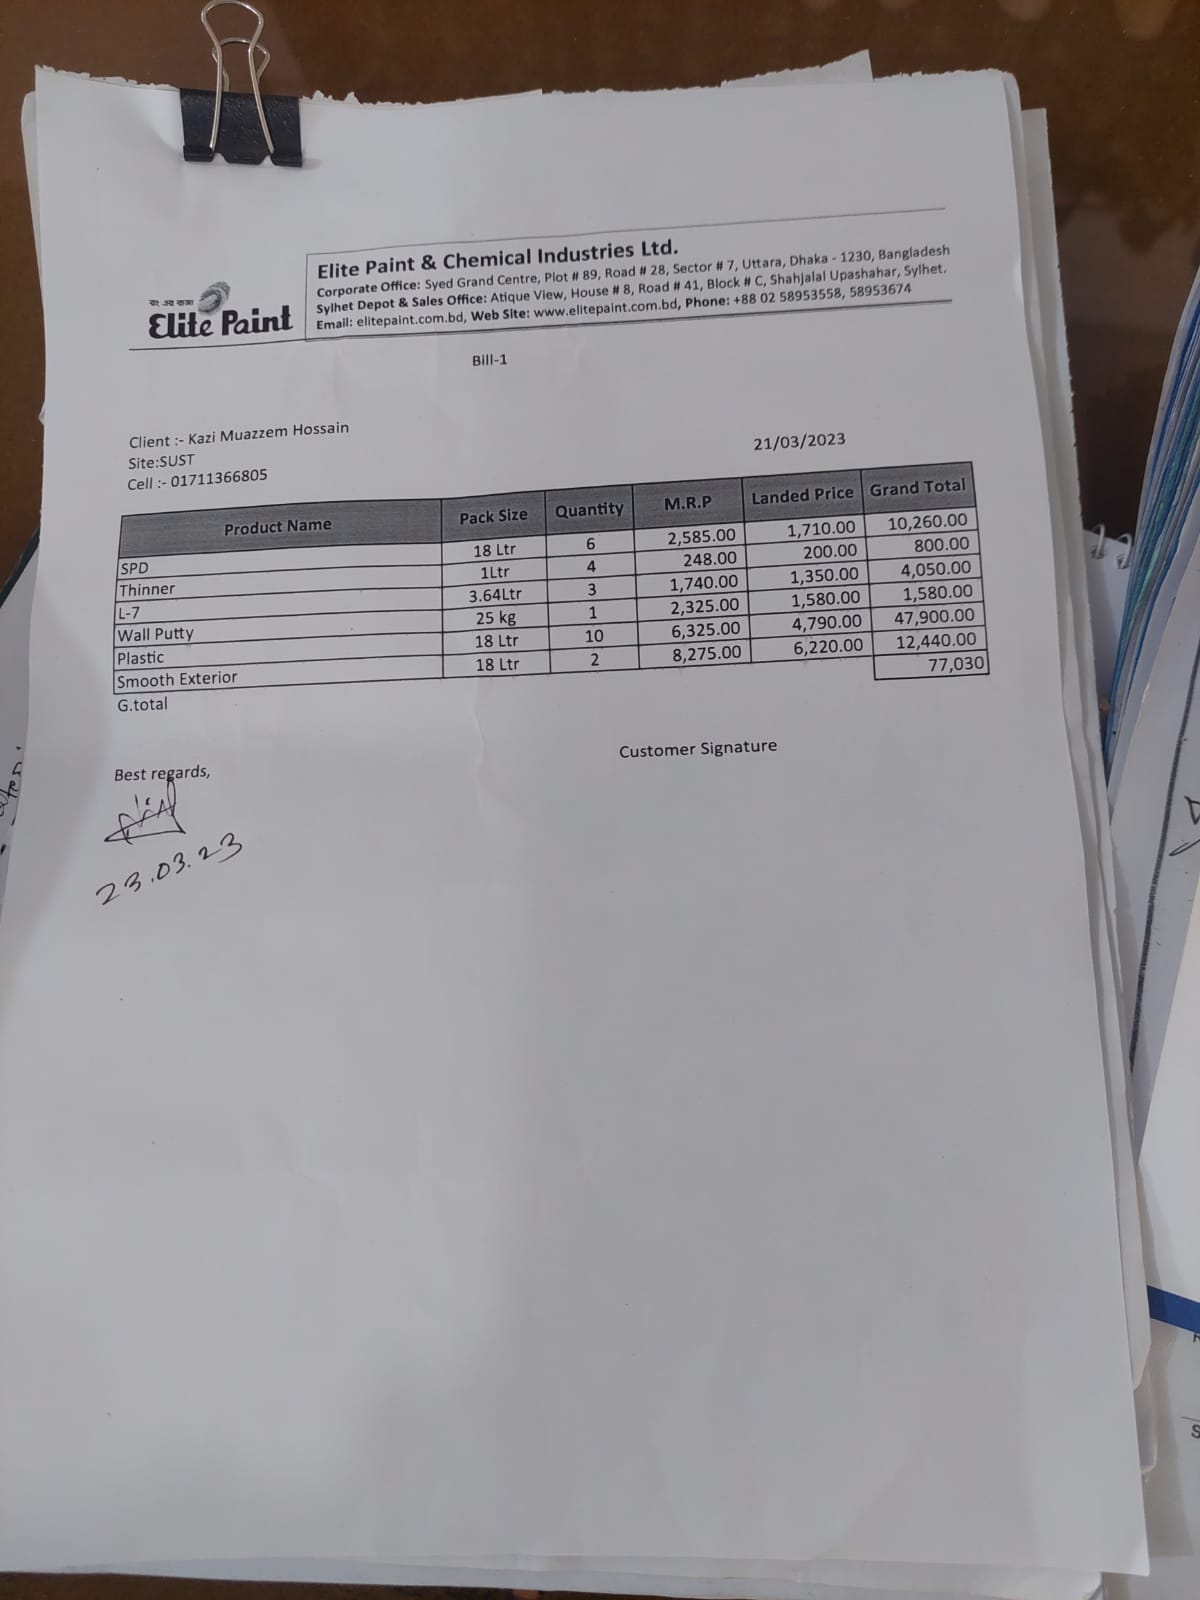 Elite Paint & Chemical Industries Ltd.
Corporate Office: Syed Grand Centre, Plot # 89, Road # 28, Sector # 7, Uttara, Dhaka - 1230, Bangladesh
Sylhet Depot & Sales Office: Atique View, House # 8, Road # 41, Block # C, Shahjalal Upashahar, Sylhet.
Email: elitepaint.com.bd, Web Site: www.elitepaint.com.bd, Phone: +88 02 58953558, 58953674
রং এর রাজা
Elite Paint
Bill-1
Client :- Kazi Muazzem Hossain
Site:SUST
Cell :- 01711366805
21/03/2023
Product Name Pack Size Quantity M.R.P Landed Price Grand Total
SPD 18 Ltr 6 2,585.00 1,710.00 10,260.00
Thinner 1Ltr 4 248.00 200.00 800.00
L-7 3.64Ltr 3 1,740.00 1,350.00 4,050.00
Wall Putty 25 kg 1 2,325.00 1,580.00 1,580.00
Plastic 18 Ltr 10 6,325.00 4,790.00 47,900.00
Smooth Exterior 18 Ltr 2 8,275.00 6,220.00 12,440.00
G.total 77,030
Best regards,
Customer Signature
23.03.23